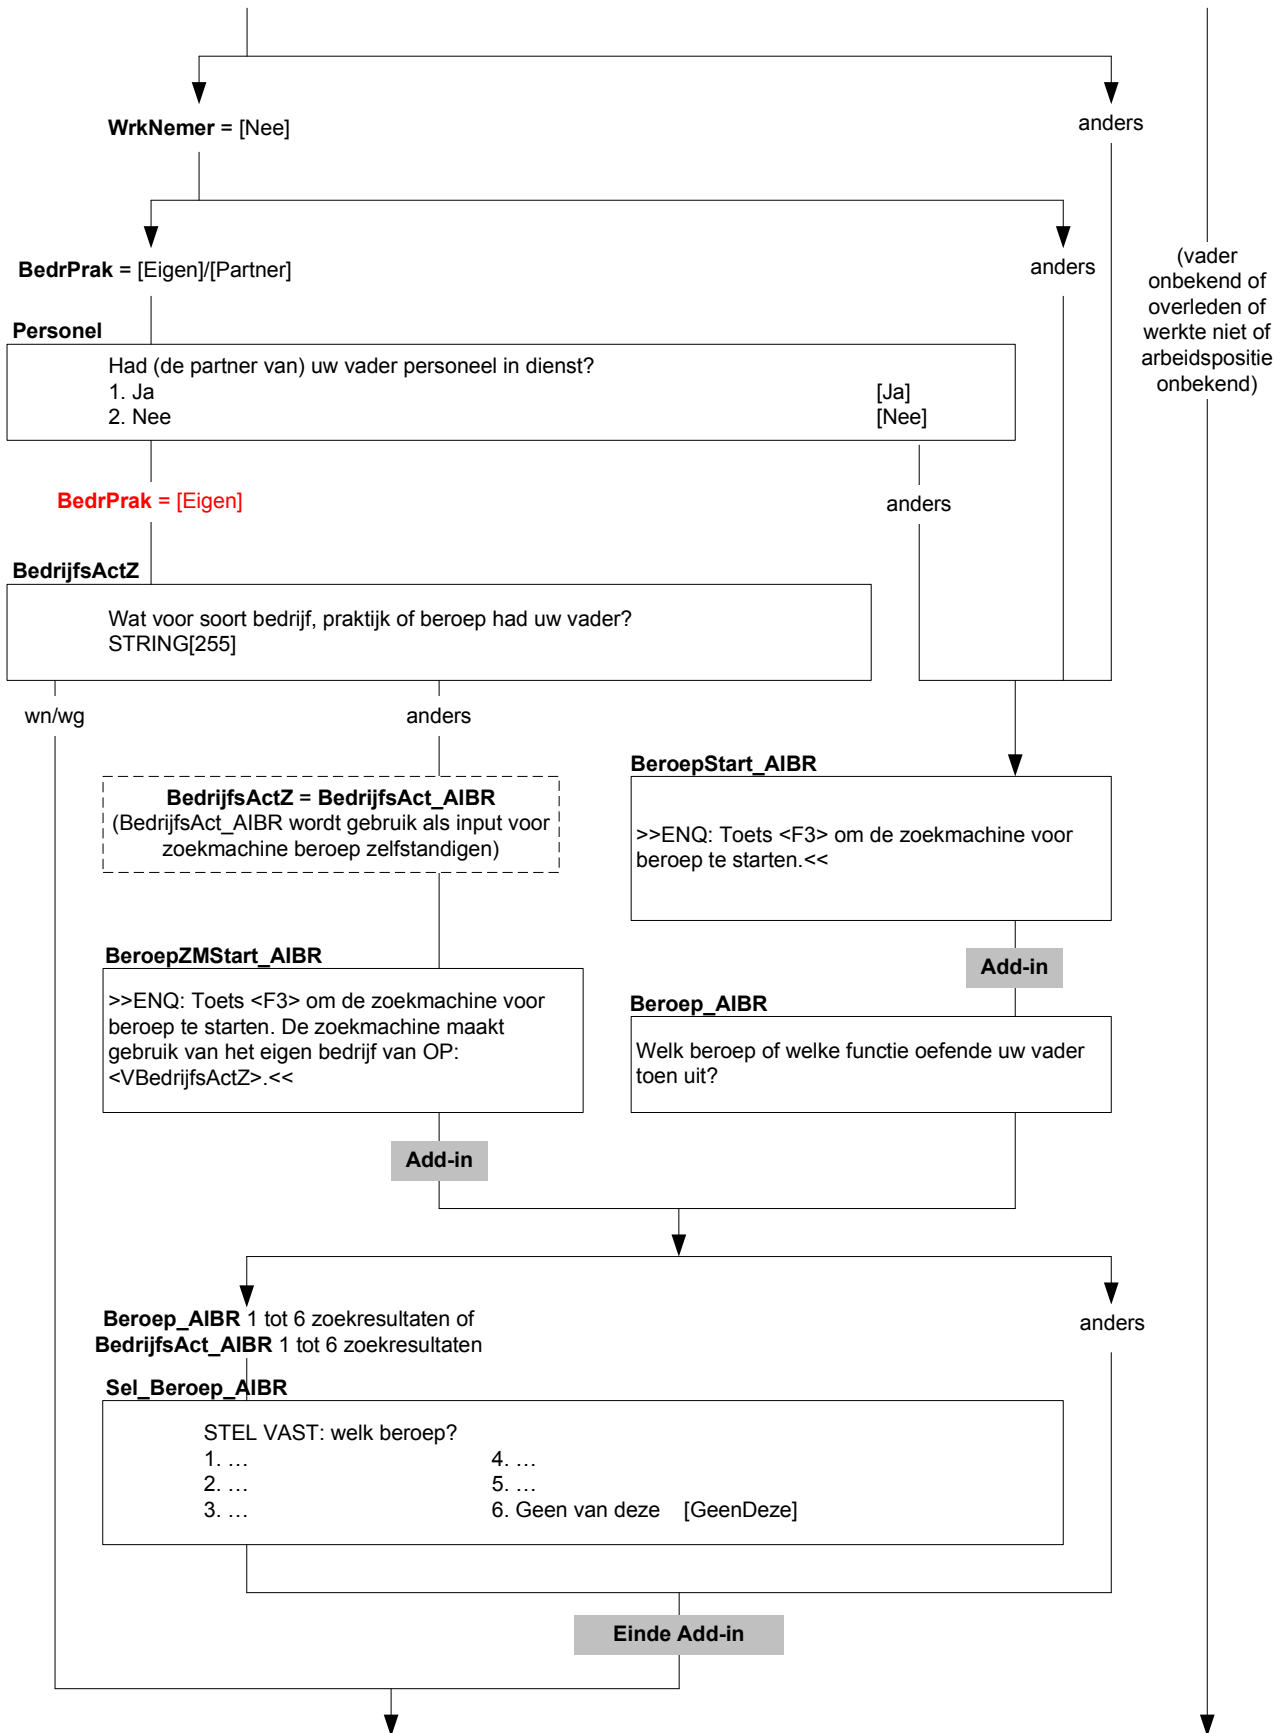 WrkNemer = [Nee]
anders
BedrPrak = [Eigen]/[Partner]
anders
(vader
onbekend of
overleden of
werkte niet of
arbeidspositie
onbekend)
Personel
Had (de partner van) uw vader personeel in dienst?
1. Ja [Ja]
2. Nee [Nee]
BedrPrak = [Eigen]
anders
BedrijfsActZ
Wat voor soort bedrijf, praktijk of beroep had uw vader?
STRING[255]
wn/wg
anders
BedrijfsActZ = BedrijfsAct_AIBR
(BedrijfsAct_AIBR wordt gebruik als input voor
zoekmachine beroep zelfstandigen)
BeroepStart_AIBR
>>ENQ: Toets <F3> om de zoekmachine voor
beroep te starten.<<
Add-in
BeroepZMStart_AIBR
>>ENQ: Toets <F3> om de zoekmachine voor
beroep te starten. De zoekmachine maakt
gebruik van het eigen bedrijf van OP:
<VBedrijfsActZ>.<<
Beroep_AIBR
Welk beroep of welke functie oefende uw vader
toen uit?
Add-in
Beroep_AIBR 1 tot 6 zoekresultaten of
BedrijfsAct_AIBR 1 tot 6 zoekresultaten
anders
Sel_Beroep_AIBR
STEL VAST: welk beroep?
1. … 4. …
2. … 5. …
3. … 6. Geen van deze [GeenDeze]
Einde Add-in